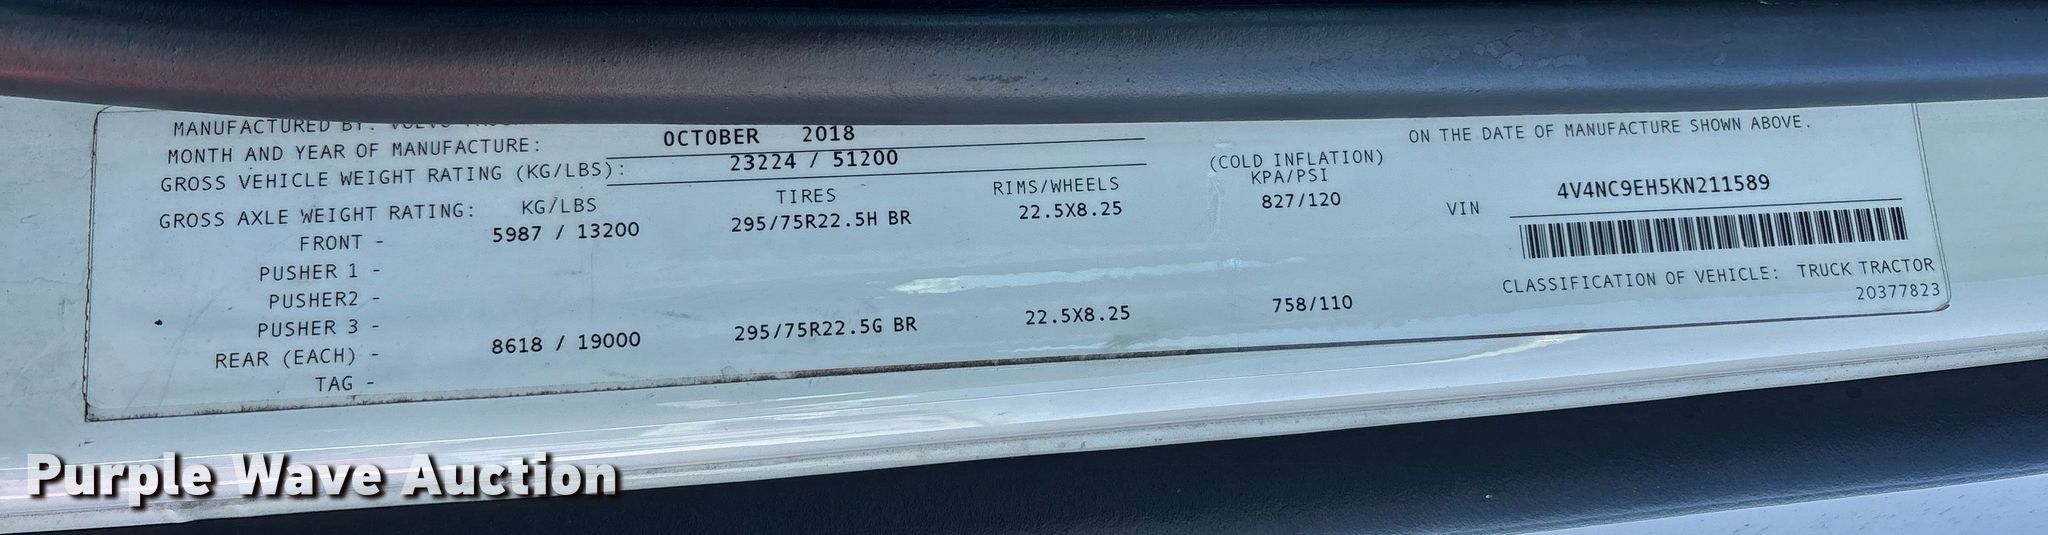 MANUFACTURED BY: VOLVO
MONTH AND YEAR OF MANUFACTURE: OCTOBER 2018
GROSS VEHICLE WEIGHT RATING (KG/LBS): 23224 / 51200
GROSS AXLE WEIGHT RATING: KG/LBS TIRES RIMS/WHEELS (COLD INFLATION) KPA/PSI
FRONT - 5987 / 13200 295/75R22.5H BR 22.5X8.25 827/120
PUSHER 1 -
PUSHER2 -
PUSHER 3 -
REAR (EACH) - 8618 / 19000 295/75R22.5G BR 22.5X8.25 758/110
TAG -
ON THE DATE OF MANUFACTURE SHOWN ABOVE.
VIN 4V4NC9EH5KN211589
CLASSIFICATION OF VEHICLE: TRUCK TRACTOR
20377823
Purple Wave Auction